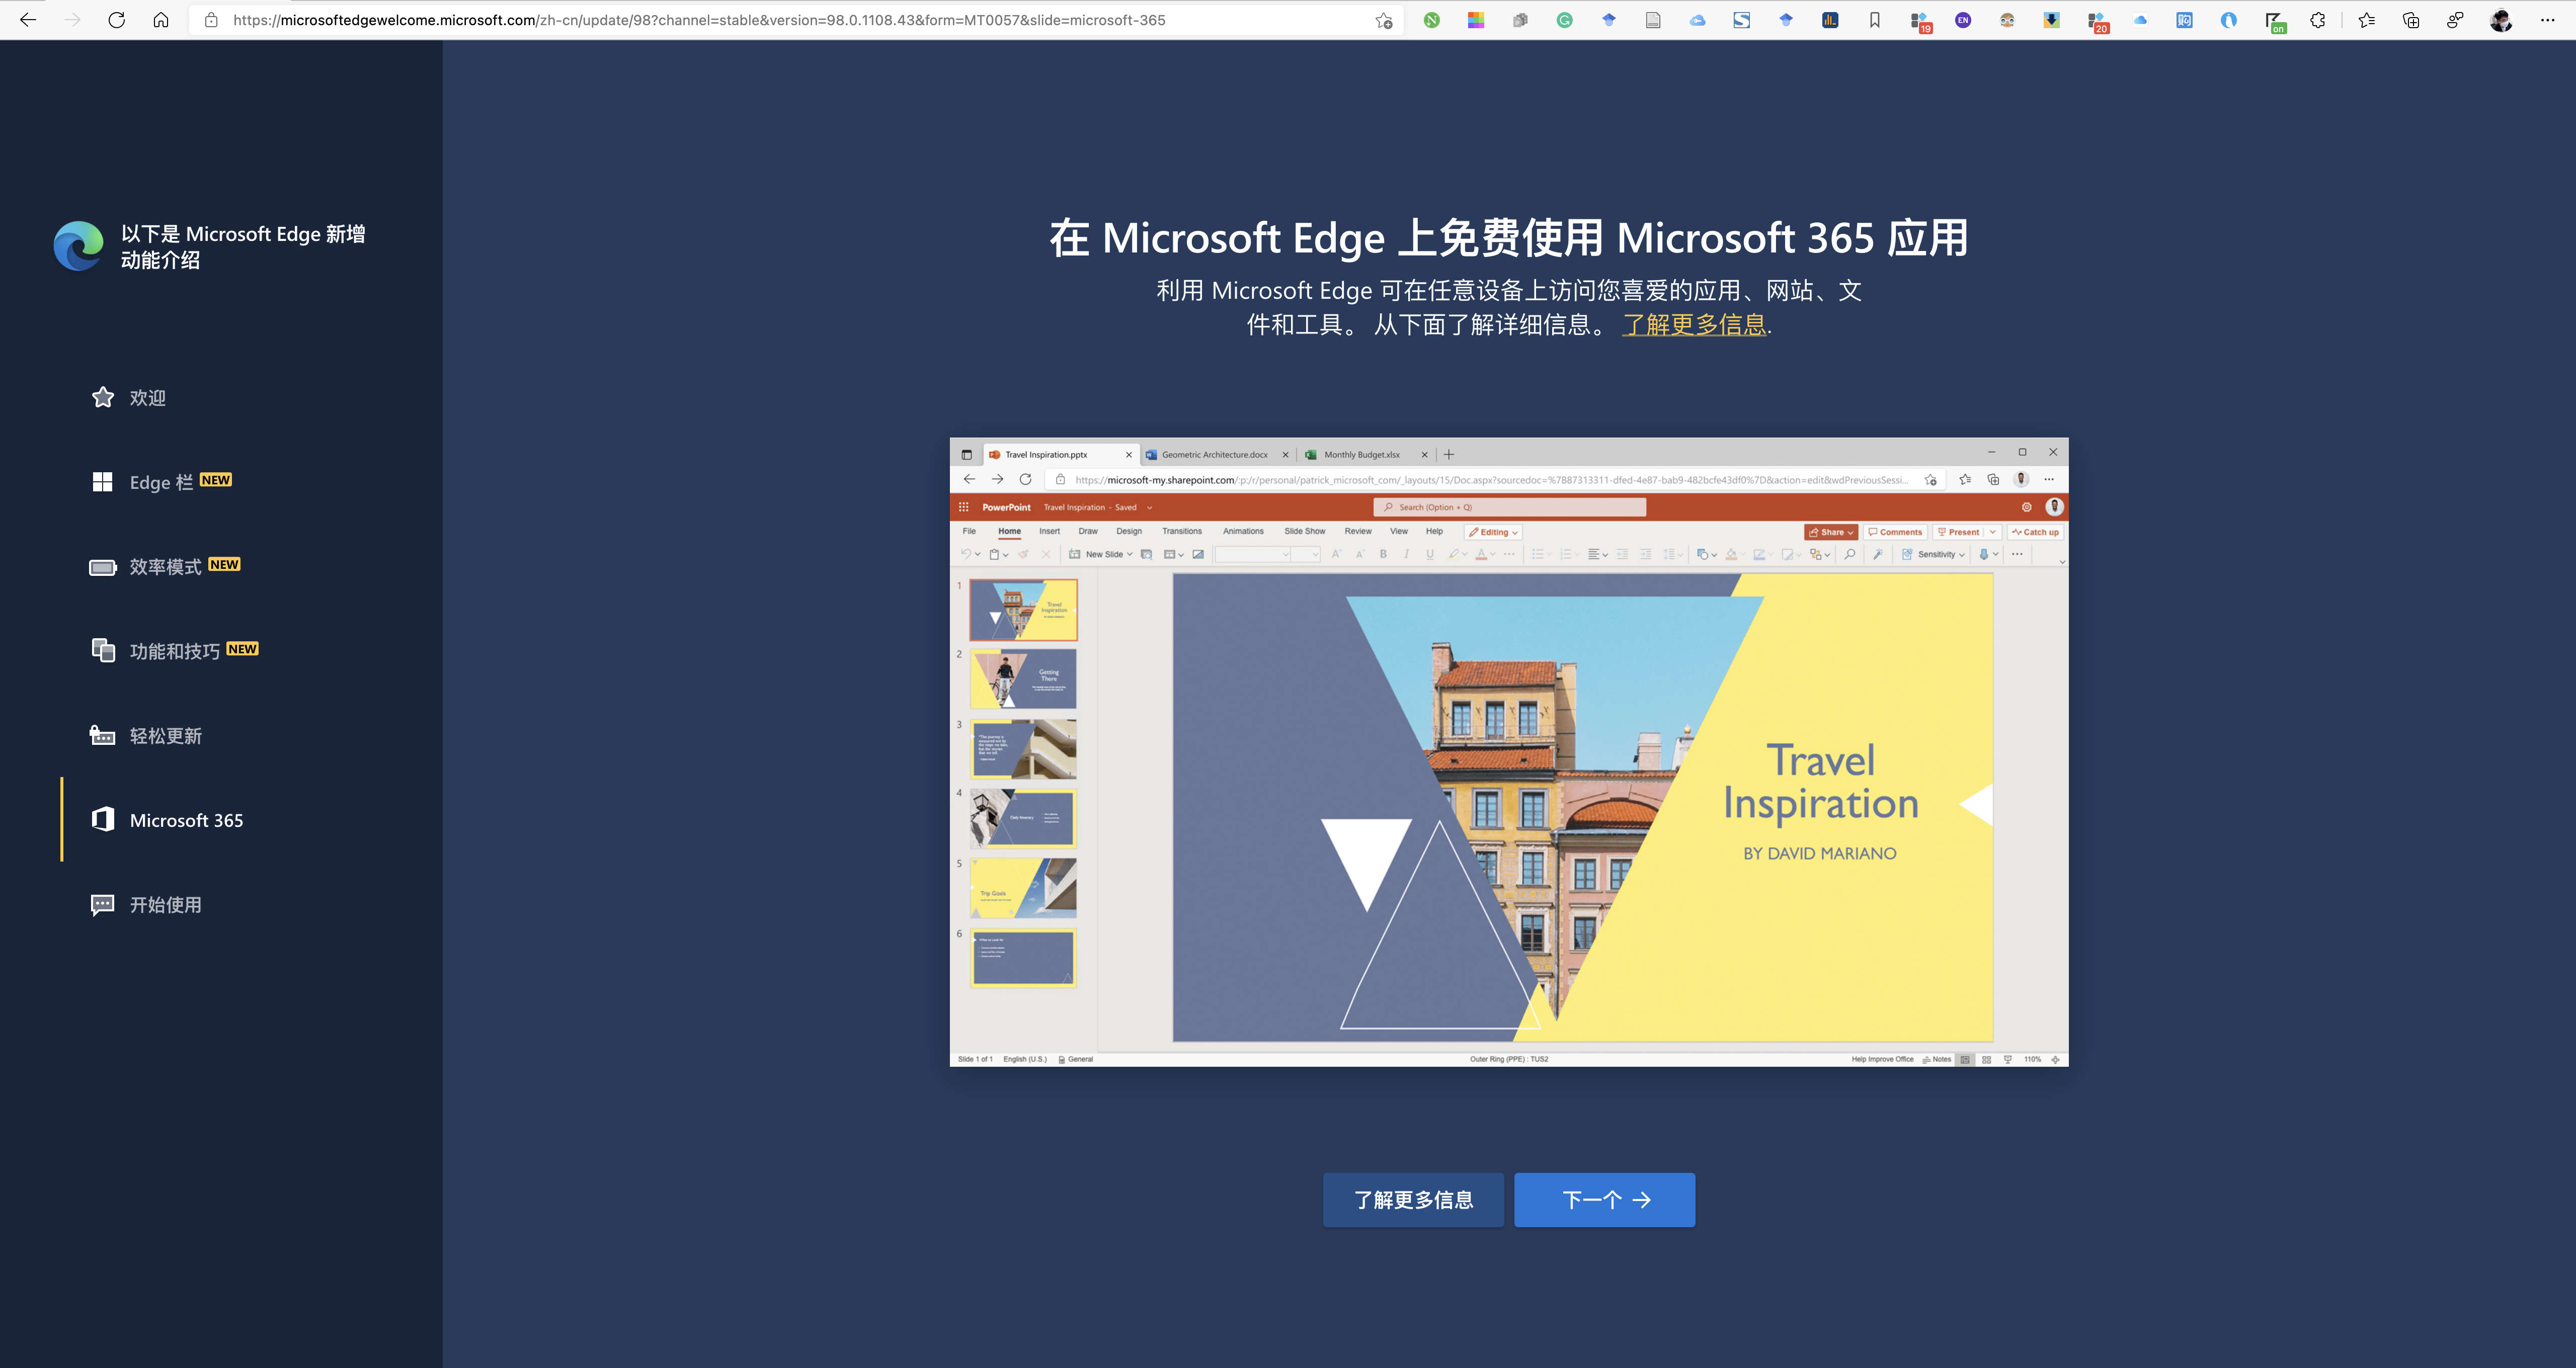 https://microsoftedgewelcome.microsoft.com/zh-cn/update/98?channel=stable&version=98.0.1108.43&form=MT0057&slide=microsoft-365
19
EN
20
on
以下是 Microsoft Edge 新增
动能介绍
欢迎
Edge 栏 NEW
效率模式 NEW
功能和技巧 NEW
轻松更新
Microsoft 365
开始使用
在 Microsoft Edge 上免费使用 Microsoft 365 应用
利用 Microsoft Edge 可在任意设备上访问您喜爱的应用、网站、文
件和工具。 从下面了解详细信息。 了解更多信息.
Travel Inspiration.pptx
Geometric Architecture.docx
Monthly Budget.xlsx
https://microsoft-my.sharepoint.com/:p:/r/personal/patrick_microsoft_com/_layouts/15/Doc.aspx?sourcedoc=%7B87313311-dfed-4e87-bab9-482bcfe43df0%7D&action=edit&wdPreviousSessi...
PowerPoint Travel Inspiration - Saved
Search (Option + Q)
File Home Insert Draw Design Transitions Animations Slide Show Review View Help Editing
Share Comments Present Catch up
New Slide
Sensitivity
1
Travel
Inspiration
2
Getting
There
3
4
Daily Itinerary
5
Trip Goals
6
Travel
Inspiration
BY DAVID MARIANO
Slide 1 of 1 English (U.S.) General
Outer Ring (PPE) : TUS2
Help Improve Office Notes 110%
了解更多信息
下一个